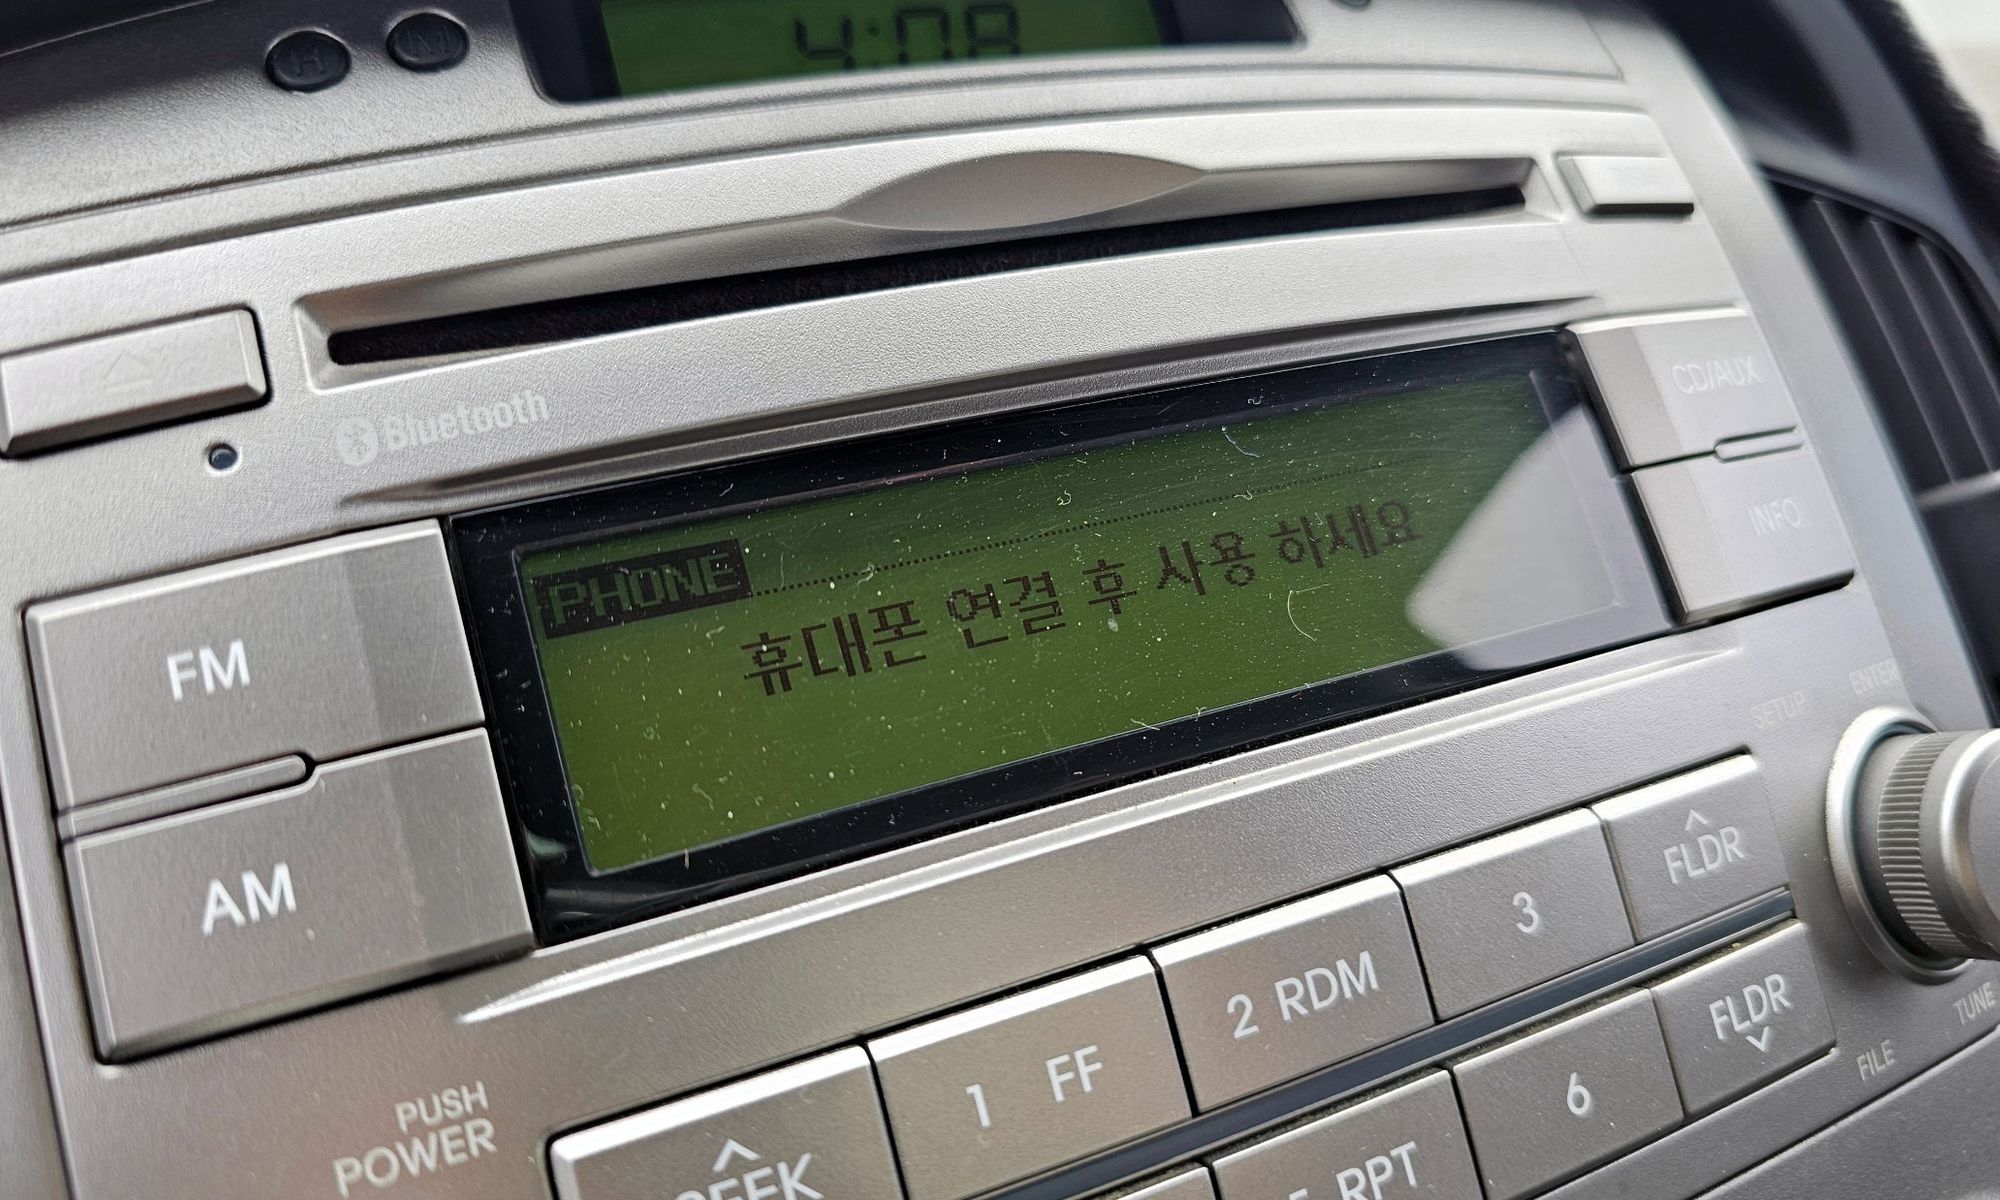 H M
4:08
Bluetooth
CD/AUX
PHONE
휴대폰 연결 후 사용 하세요
INFO
FM
AM
SETUP
ENTER
PUSH
POWER
1 FF
2 RDM
3
FLDR
SEEK
RPT
6
FLDR
FILE
TUNE